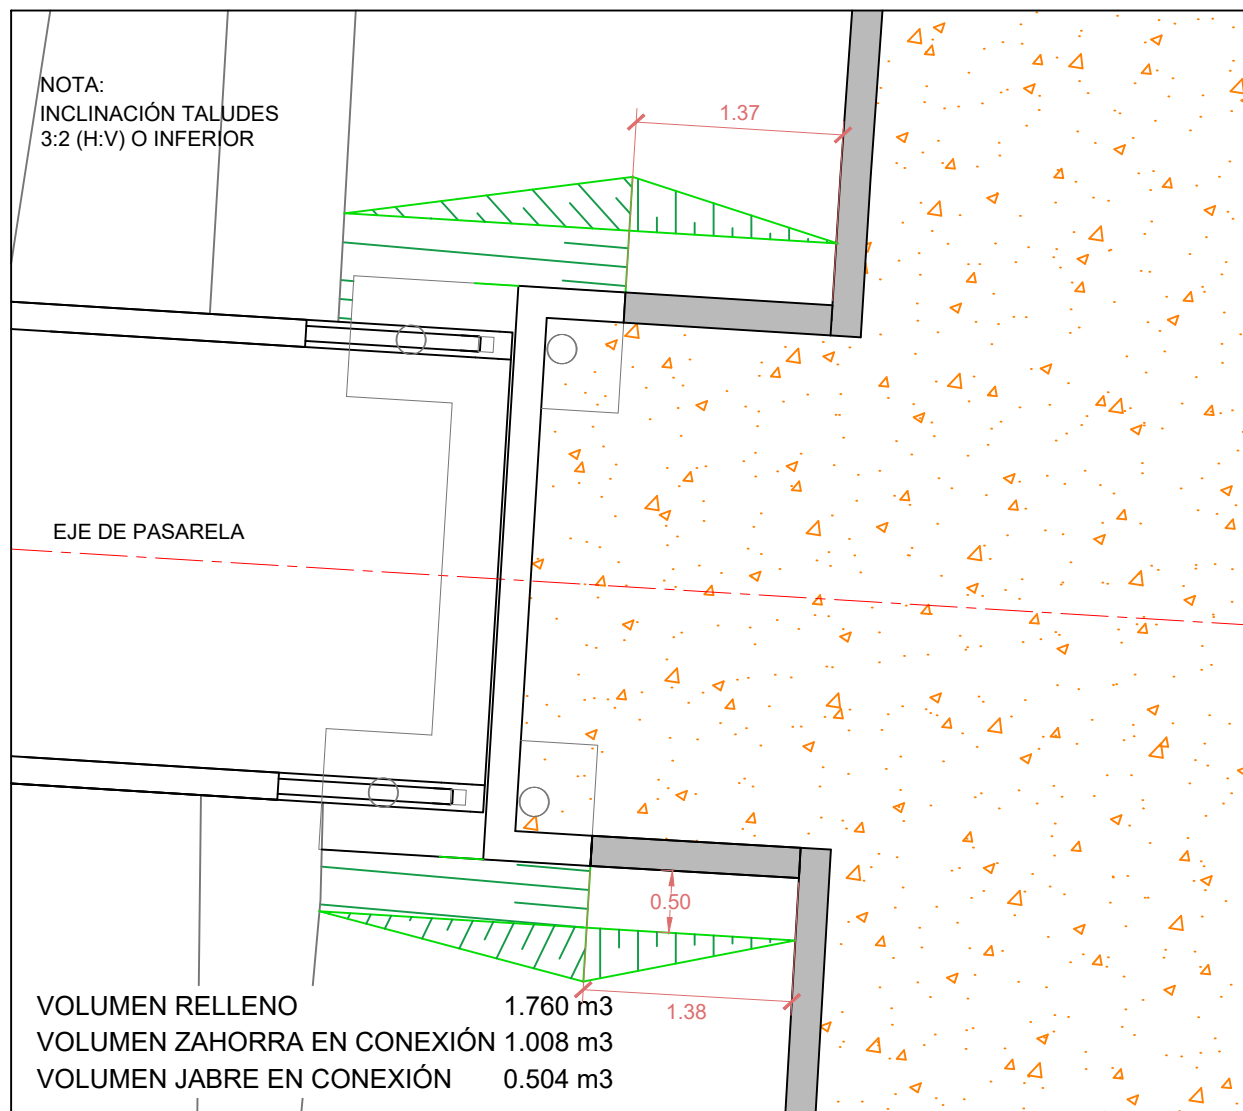 NOTA:
INCLINACIÓN TALUDES
3:2 (H:V) O INFERIOR
1.37
EJE DE PASARELA
0.50
1.38
VOLUMEN RELLENO 1.760 m3
VOLUMEN ZAHORRA EN CONEXIÓN 1.008 m3
VOLUMEN JABRE EN CONEXIÓN 0.504 m3